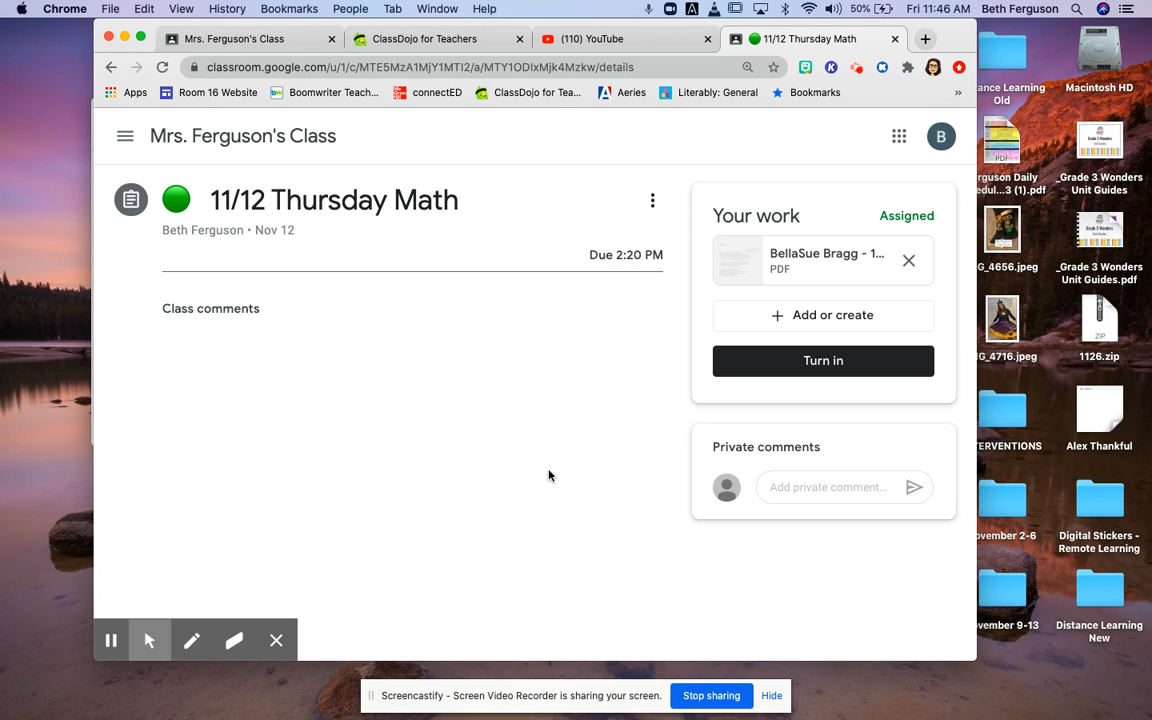 Chrome File Edit View History Bookmarks People Tab Window Help 50% Fri 11:46 AM Beth Ferguson
Mrs. Ferguson's Class ClassDojo for Teachers (110) YouTube 11/12 Thursday Math
classroom.google.com/u/1/c/MTE5MzA1MjY1MTI2/a/MTY1ODIxMjk4Mzkw/details
Apps Room 16 Website Boomwriter Teach... connectED ClassDojo for Tea... Aeries Literably: General Bookmarks »
Mrs. Ferguson's Class
B
11/12 Thursday Math
Beth Ferguson • Nov 12
Due 2:20 PM
Class comments
Your work Assigned
BellaSue Bragg - 1...
PDF
+ Add or create
Turn in
Private comments
Add private comment...
Screencastify - Screen Video Recorder is sharing your screen. Stop sharing Hide
ance Learning
Old
Macintosh HD
PDF
rguson Daily
edul...3 (1).pdf
_Grade 3 Wonders
Unit Guides
G_4656.jpeg
_Grade 3 Wonders
Unit Guides.pdf
ZIP
G_4716.jpeg
1126.zip
ERVENTIONS
Alex Thankful
ovember 2-6
Digital Stickers -
Remote Learning
vember 9-13
Distance Learning
New